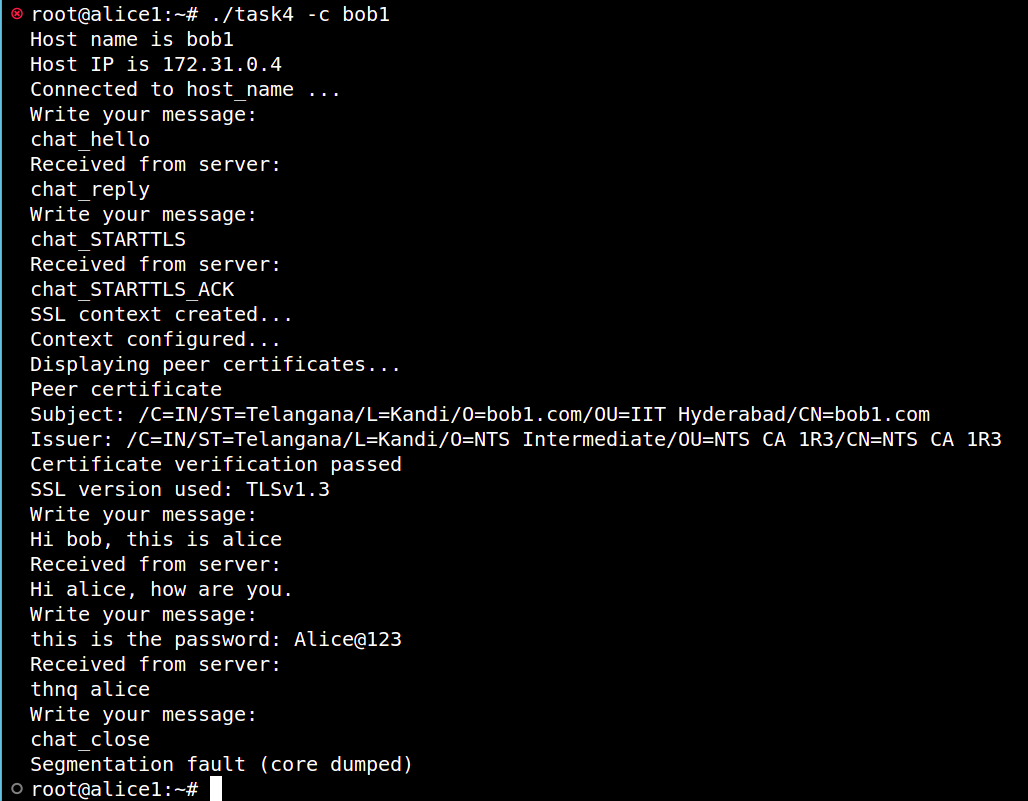 root@alice1:~# ./task4 -c bob1
Host name is bob1
Host IP is 172.31.0.4
Connected to host_name ...
Write your message:
chat_hello
Received from server:
chat_reply
Write your message:
chat_STARTTLS
Received from server:
chat_STARTTLS_ACK
SSL context created...
Context configured...
Displaying peer certificates...
Peer certificate
Subject: /C=IN/ST=Telangana/L=Kandi/O=bob1.com/OU=IIT Hyderabad/CN=bob1.com
Issuer: /C=IN/ST=Telangana/L=Kandi/O=NTS Intermediate/OU=NTS CA 1R3/CN=NTS CA 1R3
Certificate verification passed
SSL version used: TLSv1.3
Write your message:
Hi bob, this is alice
Received from server:
Hi alice, how are you.
Write your message:
this is the password: Alice@123
Received from server:
thnq alice
Write your message:
chat_close
Segmentation fault (core dumped)
root@alice1:~#